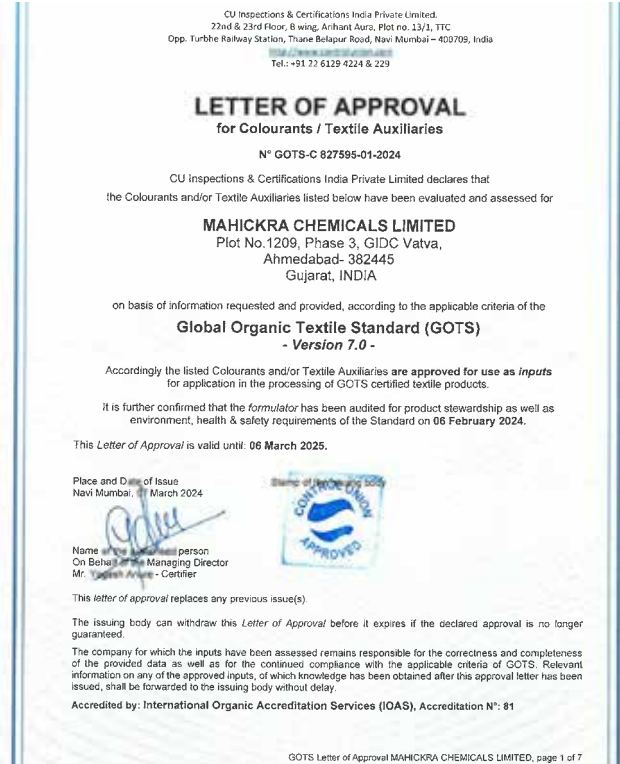 CU Inspections & Certifications India Private Limited.
22nd & 23rd Floor, B wing, Arihant Aura, Plot no. 13/1, TTC
Opp. Turbhe Railway Station, Thane Belapur Road, Navi Mumbai – 400709, India
Tel.: +91 22 6129 4224 & 229
LETTER OF APPROVAL
for Colourants / Textile Auxiliaries
N° GOTS-C 827595-01-2024
CU Inspections & Certifications India Private Limited declares that
the Colourants and/or Textile Auxiliaries listed below have been evaluated and assessed for
MAHICKRA CHEMICALS LIMITED
Plot No.1209, Phase 3, GIDC Vatva,
Ahmedabad- 382445
Gujarat, INDIA
on basis of information requested and provided, according to the applicable criteria of the
Global Organic Textile Standard (GOTS)
- Version 7.0 -
Accordingly the listed Colourants and/or Textile Auxiliaries are approved for use as inputs
for application in the processing of GOTS certified textile products.
It is further confirmed that the formulator has been audited for product stewardship as well as
environment, health & safety requirements of the Standard on 06 February 2024.
This Letter of Approval is valid until: 06 March 2025.
Place and Date of Issue
Navi Mumbai, March 2024
Stamp of the issuing body
CONTROL UNION
APPROVED
Name of the person
On Behalf of the Managing Director
Mr. - Certifier
This letter of approval replaces any previous issue(s)
The issuing body can withdraw this Letter of Approval before it expires if the declared approval is no longer
guaranteed.
The company for which the inputs have been assessed remains responsible for the correctness and completeness
of the provided data as well as for the continued compliance with the applicable criteria of GOTS. Relevant
information on any of the approved inputs, of which knowledge has been obtained after this approval letter has been
issued, shall be forwarded to the issuing body without delay.
Accredited by: International Organic Accreditation Services (IOAS), Accreditation N°: 81
GOTS Letter of Approval MAHICKRA CHEMICALS LIMITED, page 1 of 7